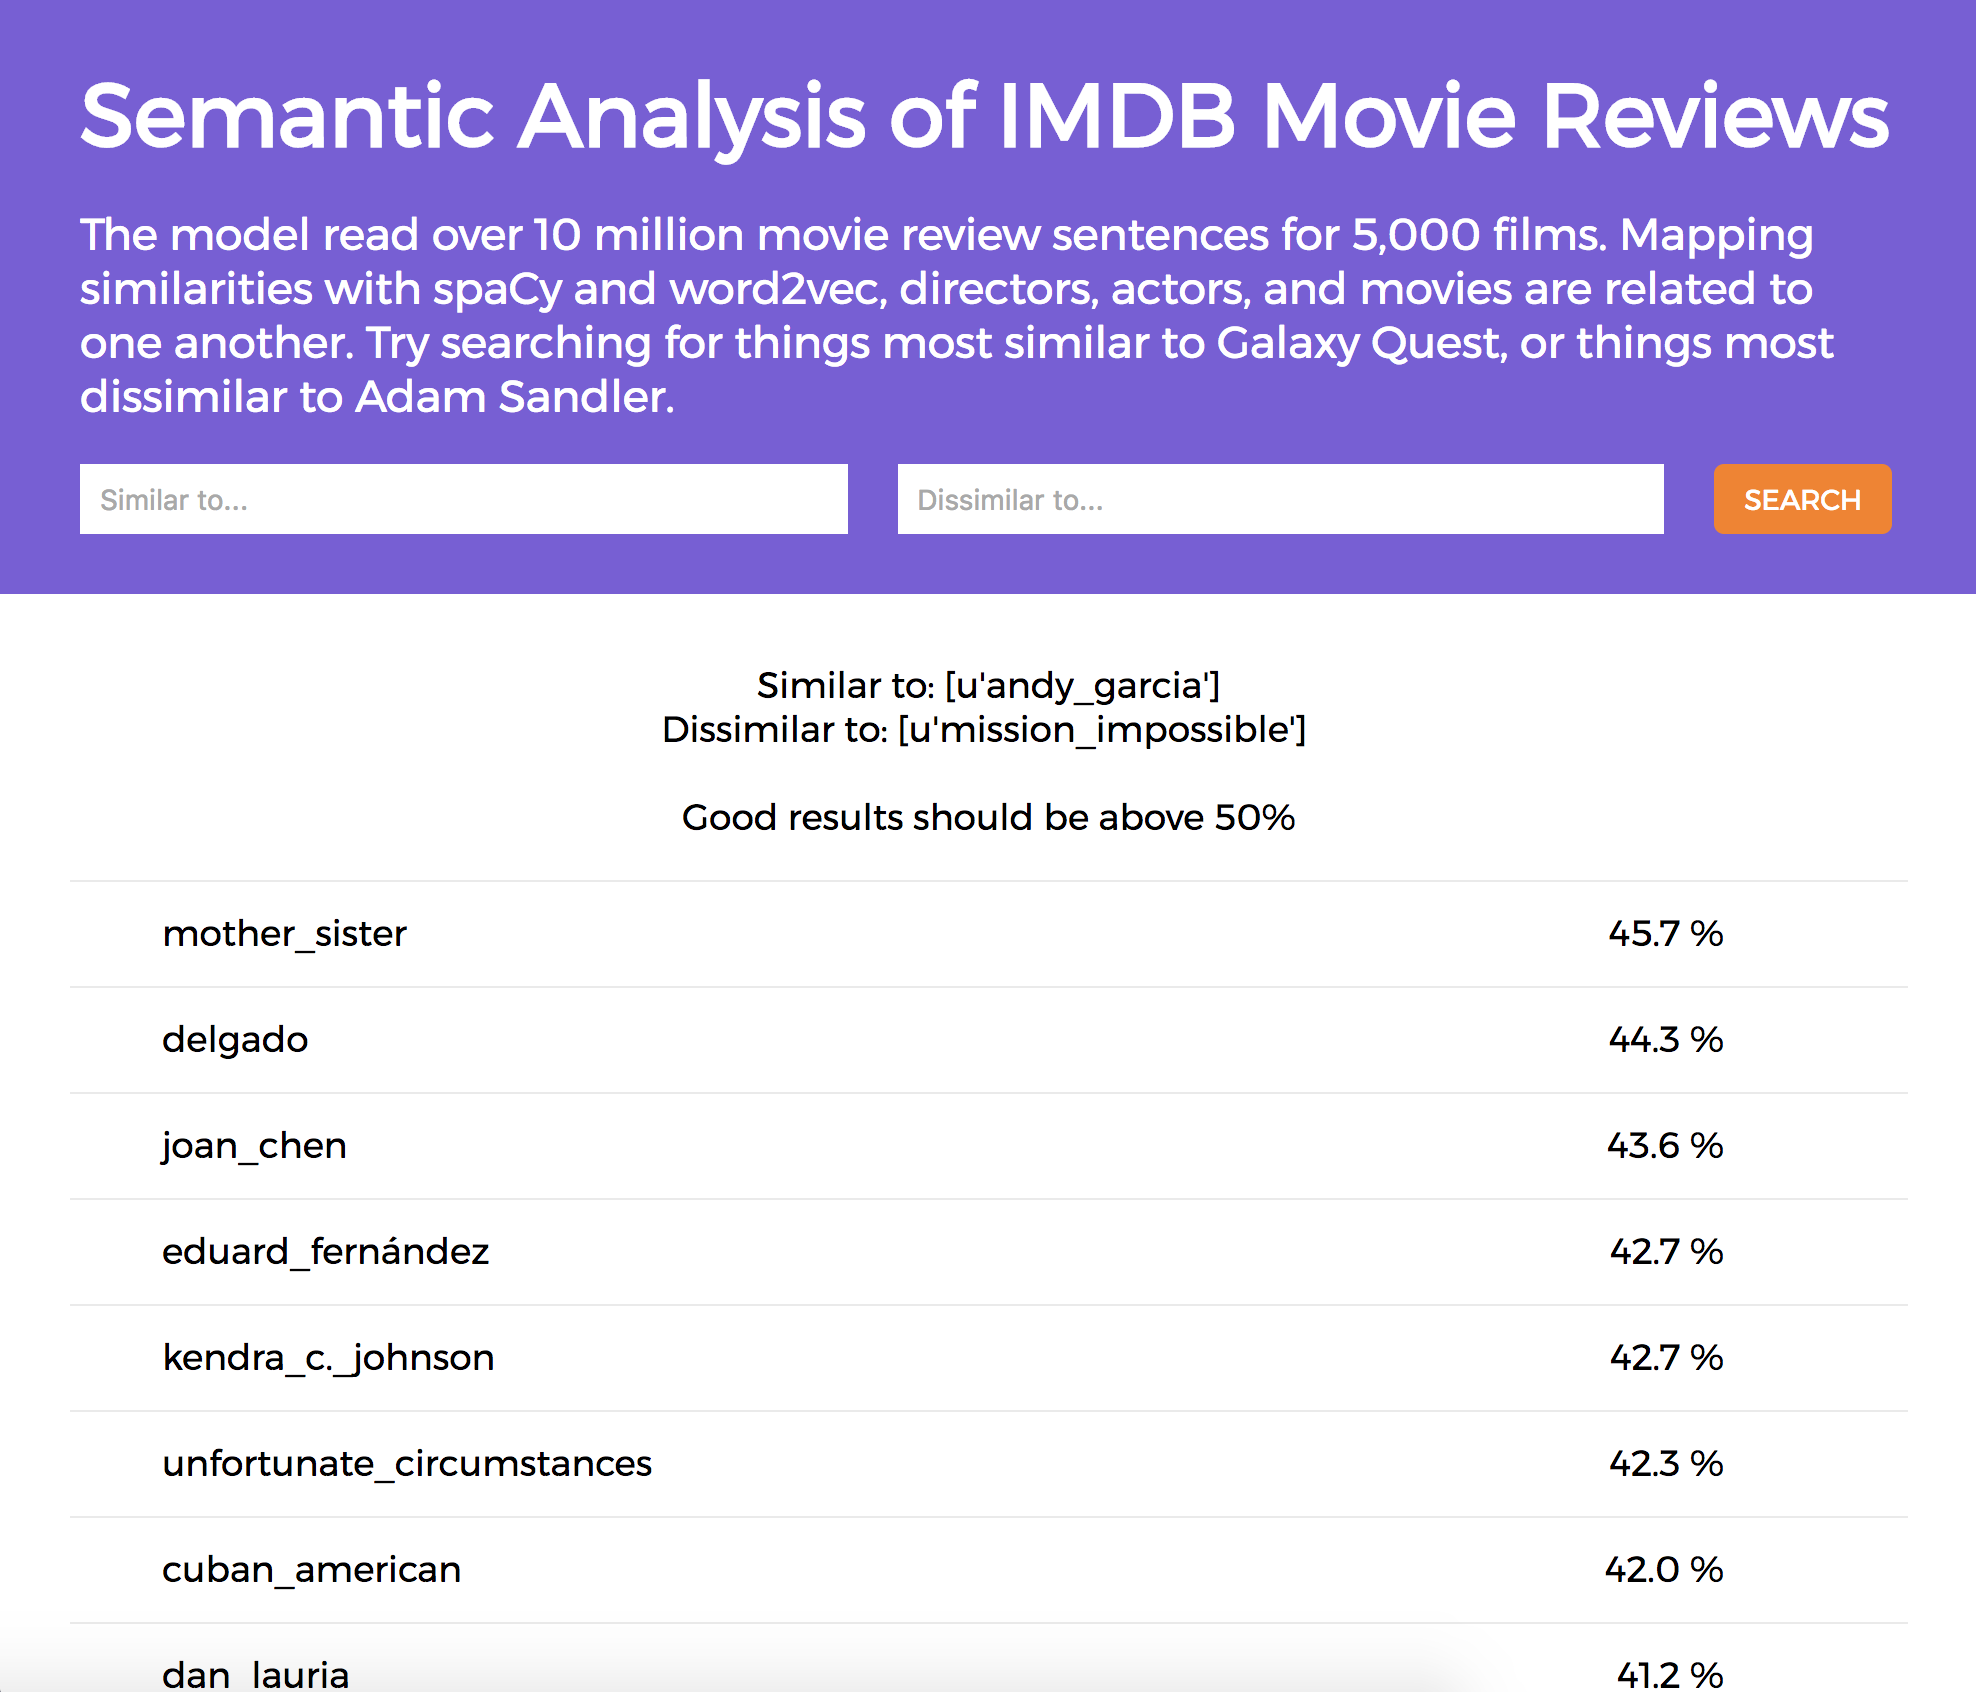 Semantic Analysis of IMDB Movie Reviews
The model read over 10 million movie review sentences for 5,000 films. Mapping
similarities with spaCy and word2vec, directors, actors, and movies are related to
one another. Try searching for things most similar to Galaxy Quest, or things most
dissimilar to Adam Sandler.
Similar to... Dissimilar to... SEARCH
Similar to: [u'andy_garcia']
Dissimilar to: [u'mission_impossible']
Good results should be above 50%
mother_sister 45.7 %
delgado 44.3 %
joan_chen 43.6 %
eduard_fernández 42.7 %
kendra_c._johnson 42.7 %
unfortunate_circumstances 42.3 %
cuban_american 42.0 %
dan_lauria 41.2 %